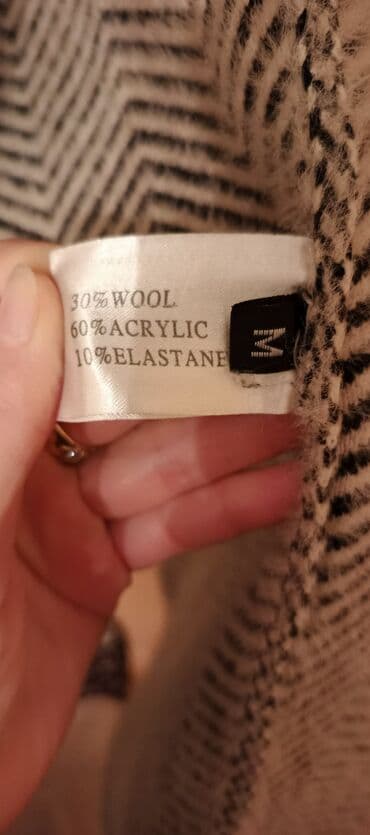 30% WOOL
60% ACRYLIC
10% ELASTANE
M